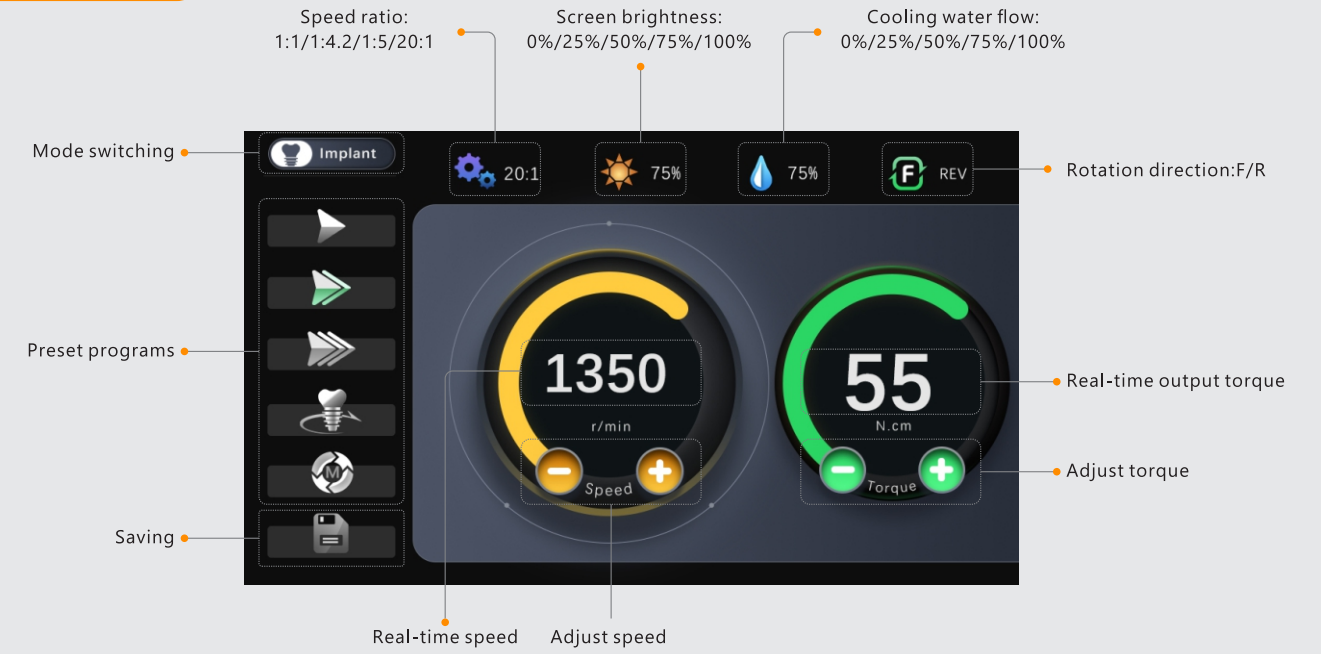 Speed ratio:
1:1/1:4.2/1:5/20:1
Screen brightness:
0%/25%/50%/75%/100%
Cooling water flow:
0%/25%/50%/75%/100%
Mode switching
Implant
20:1
75%
75%
F
REV
Rotation direction:F/R
Preset programs
M
1350
r/min
Speed
55
N.cm
Torque
Real-time output torque
Adjust torque
Saving
Real-time speed
Adjust speed